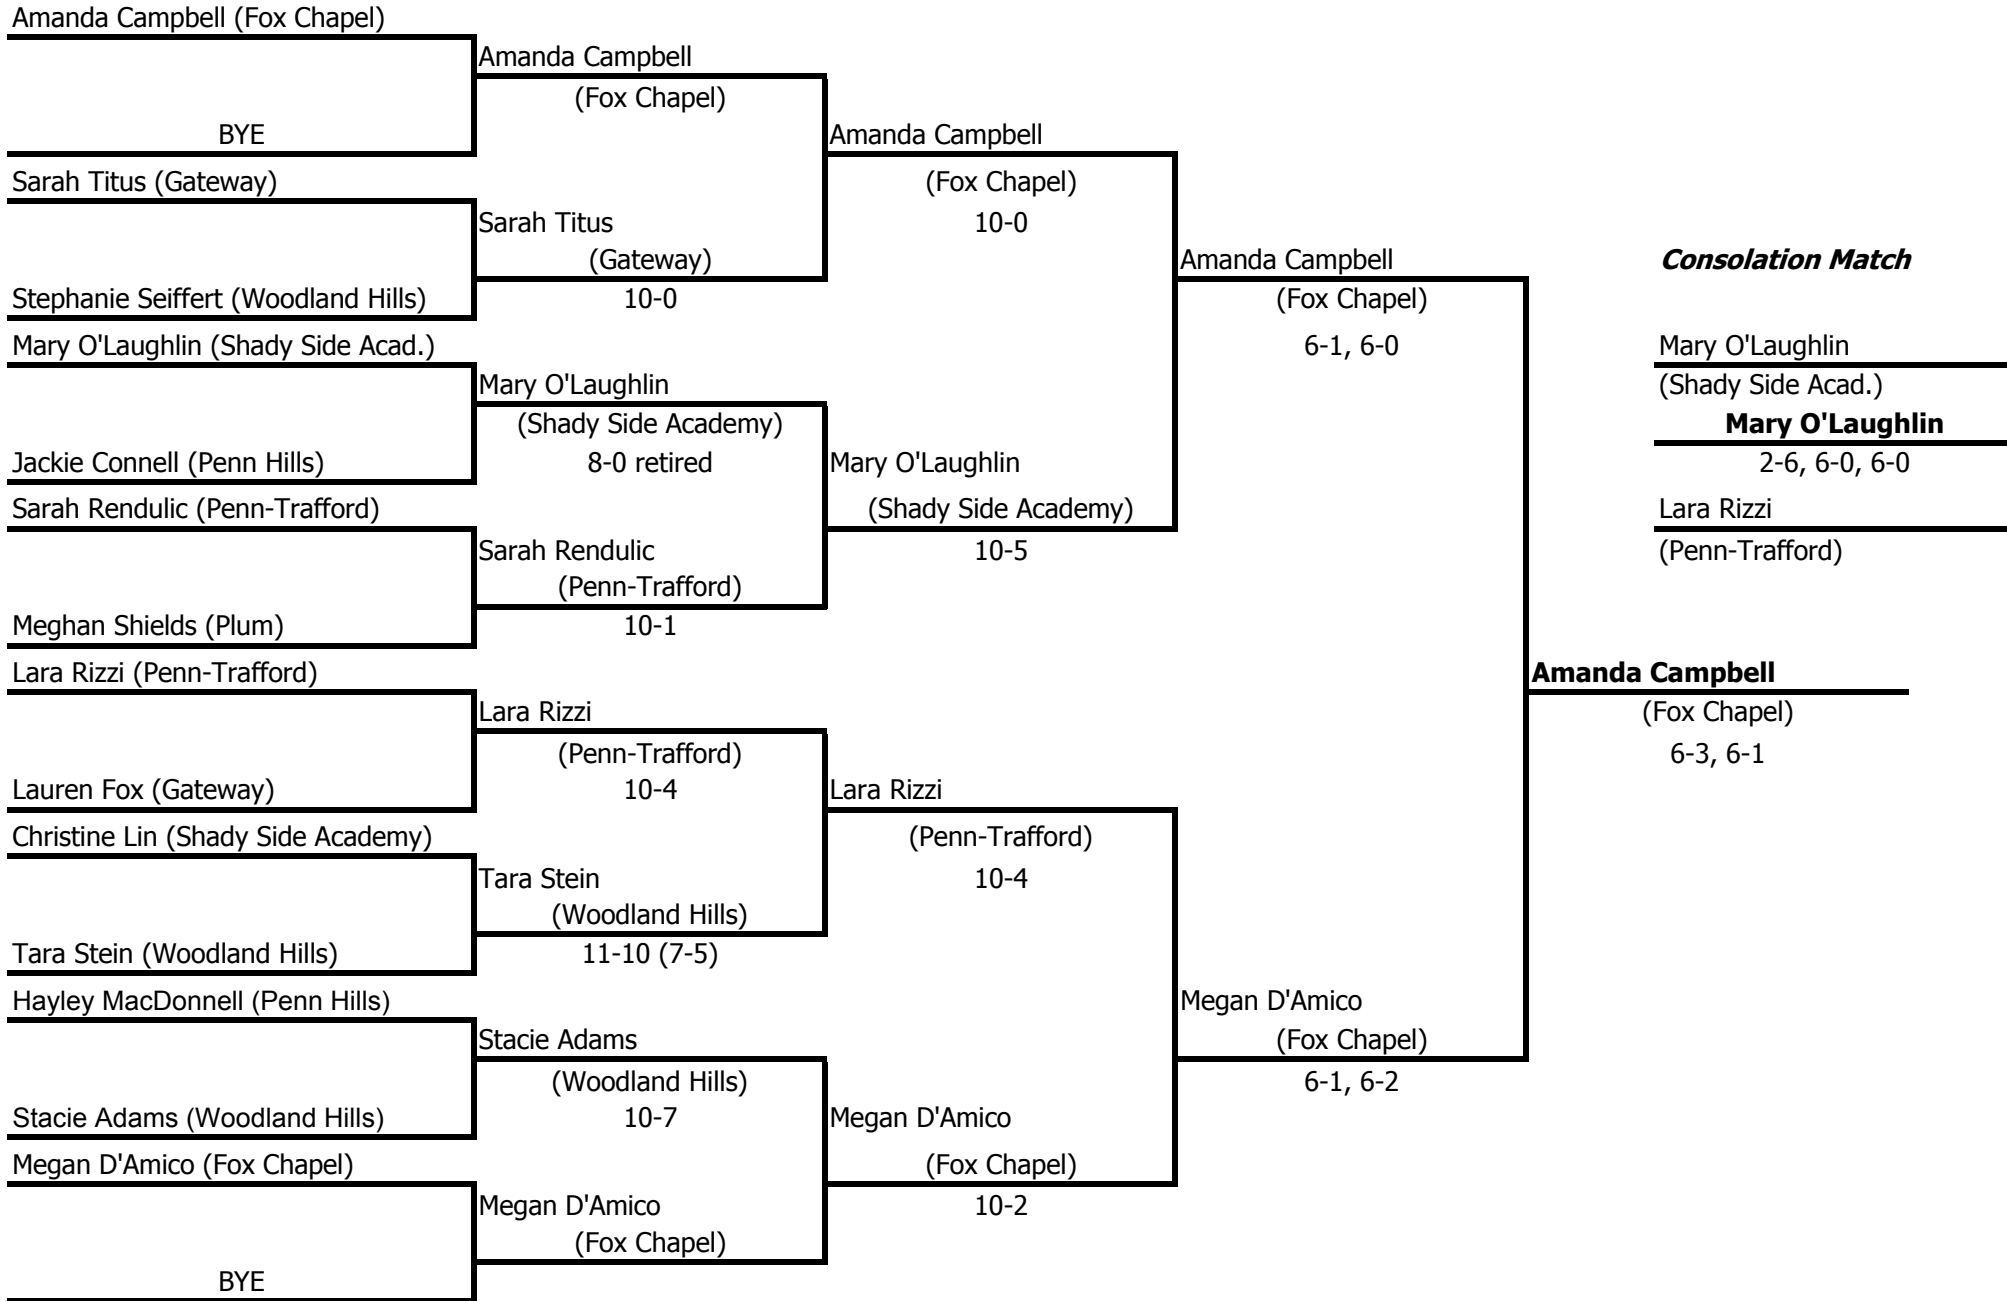 Amanda Campbell (Fox Chapel)
Amanda Campbell
(Fox Chapel)
BYE
Amanda Campbell
Sarah Titus (Gateway)
(Fox Chapel)
Sarah Titus
10-0
(Gateway)
Amanda Campbell
Consolation Match
Stephanie Seiffert (Woodland Hills)
10-0
(Fox Chapel)
Mary O'Laughlin (Shady Side Acad.)
6-1, 6-0
Mary O'Laughlin
Mary O'Laughlin
(Shady Side Acad.)
(Shady Side Academy)
Mary O'Laughlin
Jackie Connell (Penn Hills)
8-0 retired
Mary O'Laughlin
2-6, 6-0, 6-0
Sarah Rendulic (Penn-Trafford)
(Shady Side Academy)
Lara Rizzi
Sarah Rendulic
10-5
(Penn-Trafford)
(Penn-Trafford)
Meghan Shields (Plum)
10-1
Lara Rizzi (Penn-Trafford)
Amanda Campbell
Lara Rizzi
(Fox Chapel)
(Penn-Trafford)
6-3, 6-1
Lauren Fox (Gateway)
10-4
Lara Rizzi
Christine Lin (Shady Side Academy)
(Penn-Trafford)
Tara Stein
10-4
(Woodland Hills)
Tara Stein (Woodland Hills)
11-10 (7-5)
Hayley MacDonnell (Penn Hills)
Megan D'Amico
Stacie Adams
(Fox Chapel)
(Woodland Hills)
6-1, 6-2
Stacie Adams (Woodland Hills)
10-7
Megan D'Amico
Megan D'Amico (Fox Chapel)
(Fox Chapel)
Megan D'Amico
10-2
(Fox Chapel)
BYE